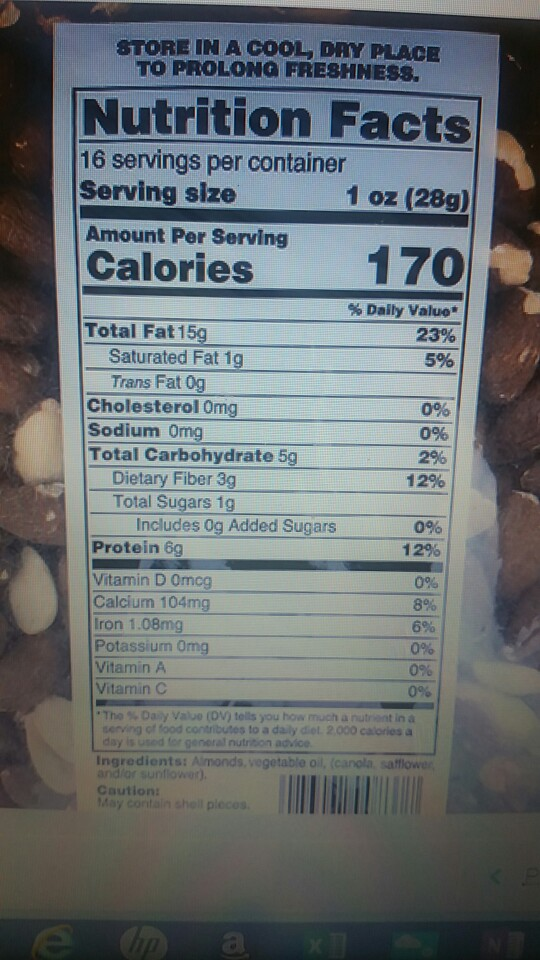 STORE IN A COOL, DRY PLACE
TO PROLONG FRESHNESS.
Nutrition Facts
16 servings per container
Serving size 1 oz (28g)
Amount Per Serving
Calories 170
% Daily Value*
Total Fat 15g 23%
Saturated Fat 1g 5%
Trans Fat 0g
Cholesterol 0mg 0%
Sodium 0mg 0%
Total Carbohydrate 5g 2%
Dietary Fiber 3g 12%
Total Sugars 1g
Includes 0g Added Sugars 0%
Protein 6g 12%
Vitamin D 0mcg 0%
Calcium 104mg 8%
Iron 1.08mg 6%
Potassium 0mg 0%
Vitamin A 0%
Vitamin C 0%
*The % Daily Value (DV) tells you how much a nutrient in a
serving of food contributes to a daily diet. 2,000 calories a
day is used for general nutrition advice.
Ingredients: Almonds, vegetable oil, (canola, safflower,
and/or sunflower).
Caution:
May contain shell pieces.
e hp a X N